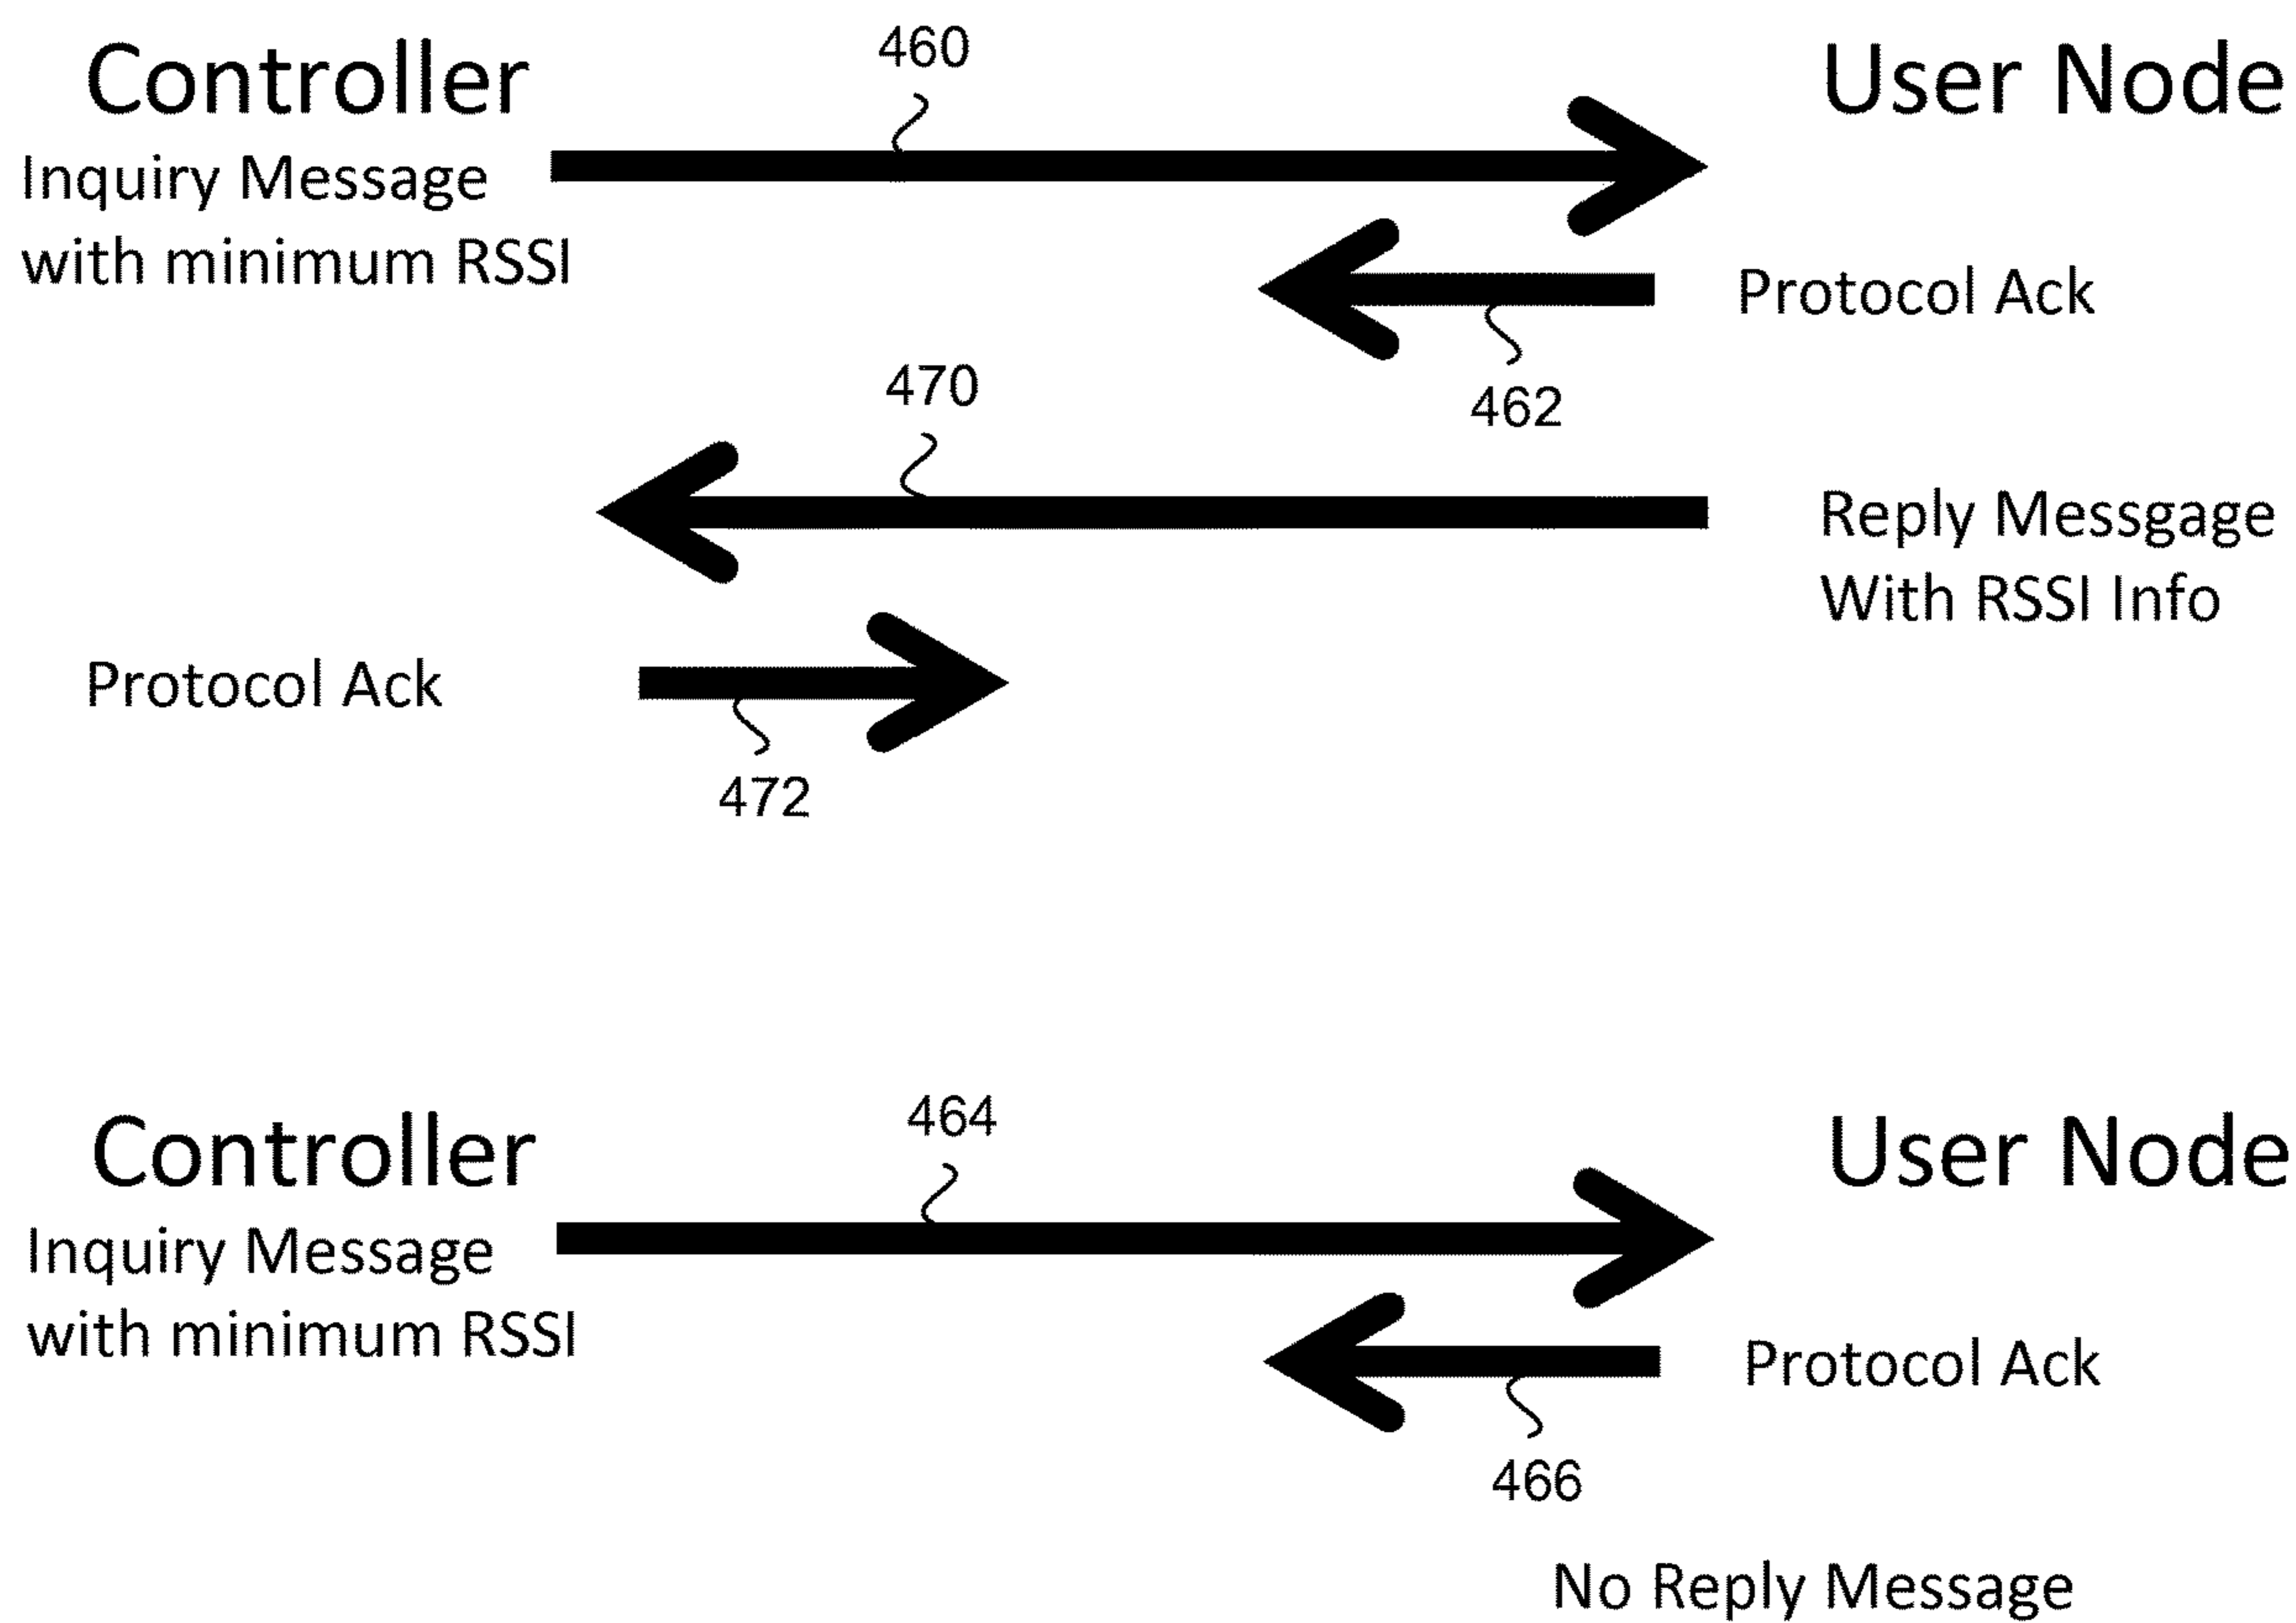 460
Controller
User Node
Inquiry Message
with minimum RSSI
Protocol Ack
462
470
Reply Messgage
With RSSI Info
Protocol Ack
472
464
Controller
User Node
Inquiry Message
with minimum RSSI
Protocol Ack
466
No Reply Message